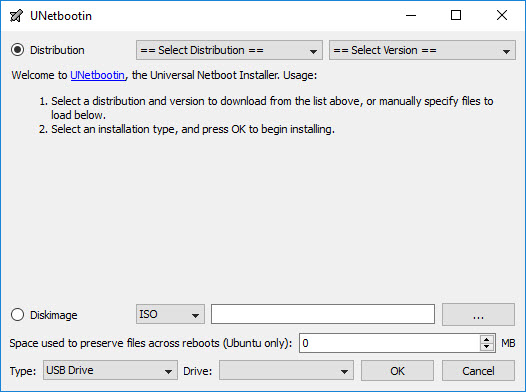 UNetbootin
Distribution == Select Distribution == == Select Version ==
Welcome to UNetbootin, the Universal Netboot Installer. Usage:
1. Select a distribution and version to download from the list above, or manually specify files to
load below.
2. Select an installation type, and press OK to begin installing.
Diskimage ISO ...
Space used to preserve files across reboots (Ubuntu only): 0 MB
Type: USB Drive Drive: OK Cancel